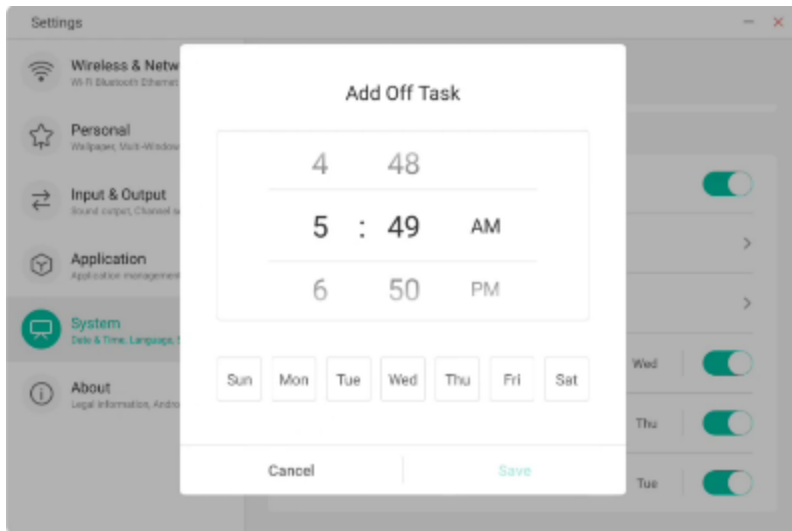 Settings
Wireless & Netw
Wi-Fi Bluetooth Ethernet
Personal
Wallpaper, Multi-Window
Input & Output
Sound output, Channel s
Application
Application management
System
Date & Time, Language, S
About
Legal Information, Andro
Add Off Task
4 48
5 : 49 AM
6 50 PM
Sun Mon Tue Wed Thu Fri Sat
Cancel Save
Wed
Thu
Tue